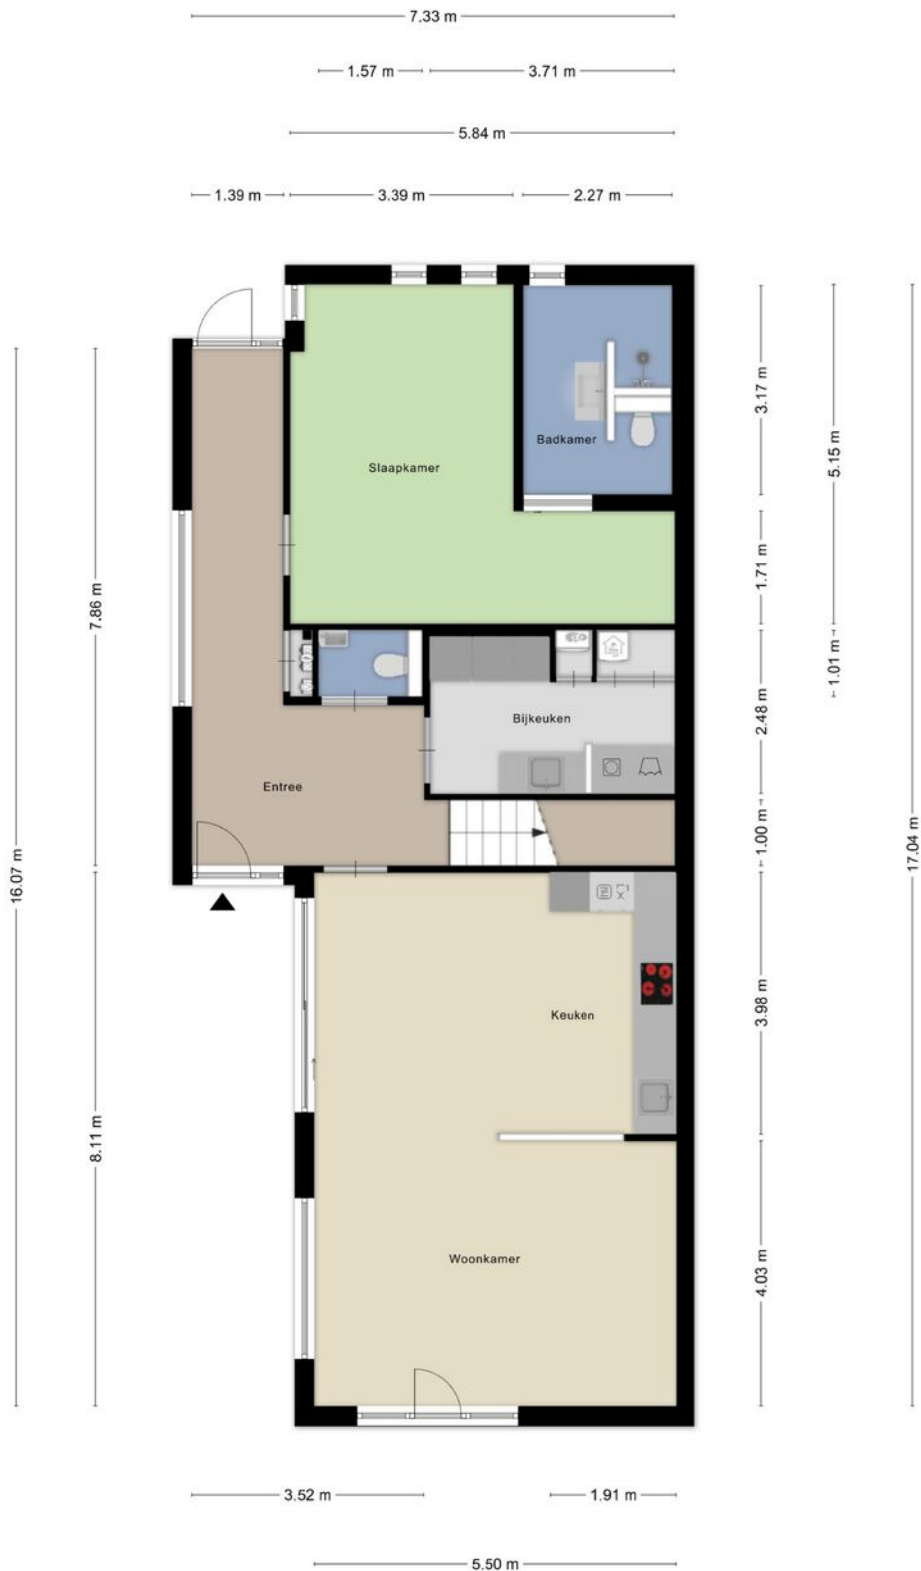 7.33 m
1.57 m
3.71 m
5.84 m
1.39 m
3.39 m
2.27 m
3.17 m
5.15 m
Badkamer
Slaapkamer
1.71 m
7.86 m
1.01 m
2.48 m
Bijkeuken
Entree
1.00 m
16.07 m
17.04 m
3.98 m
Keuken
8.11 m
Woonkamer
4.03 m
3.52 m
1.91 m
5.50 m